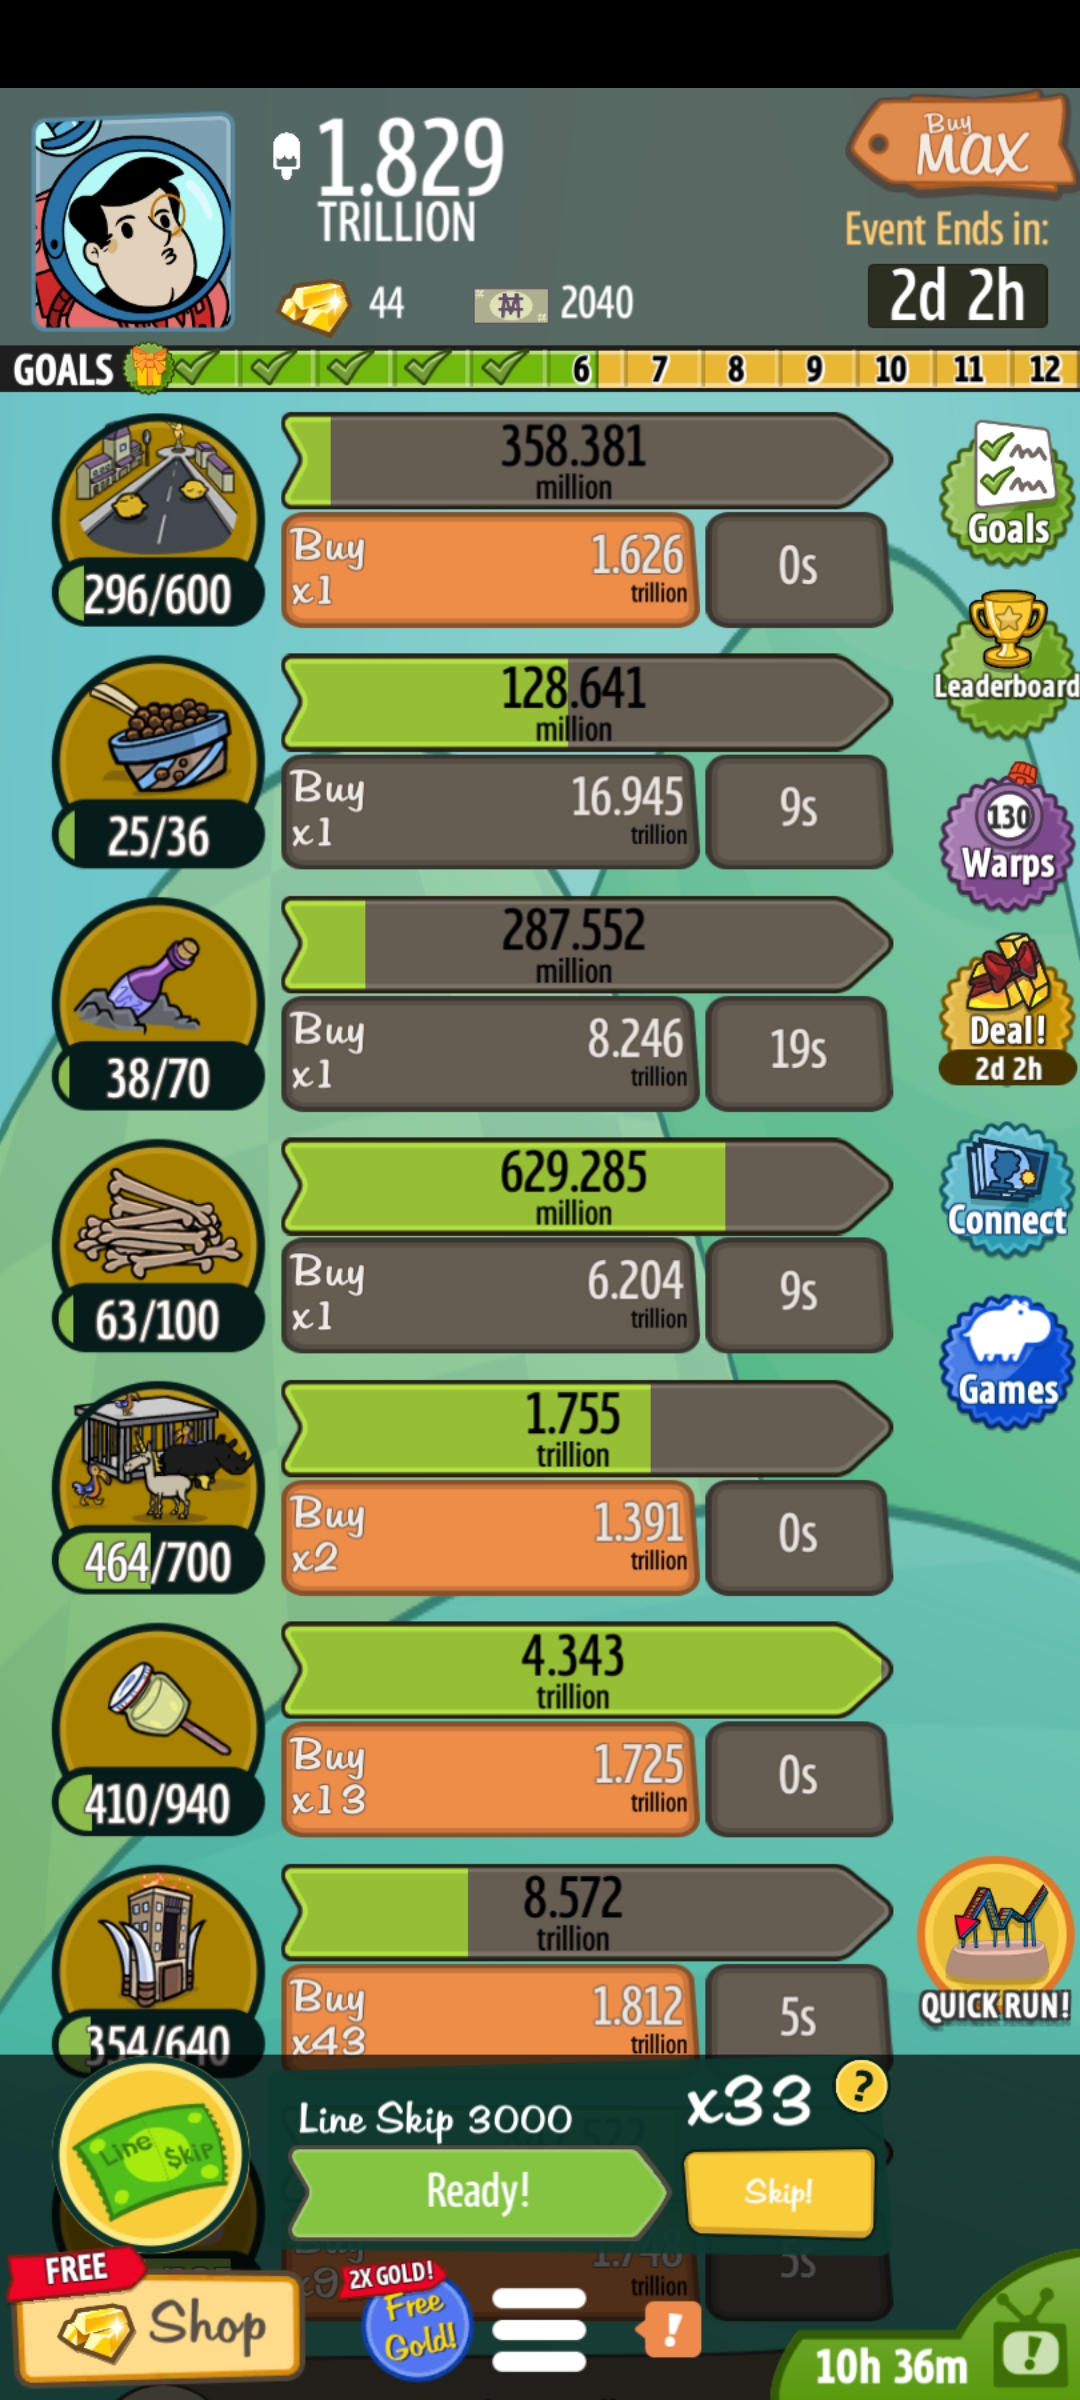 1.829
TRILLION
Buy
MAX
Event Ends in:
2d 2h
44
2040
GOALS
6 7 8 9 10 11 12
358.381
million
Buy
x1
1.626
trillion
0s
296/600
Goals
128.641
million
Buy
x1
16.945
trillion
9s
25/36
Leaderboard
287.552
million
Buy
x1
8.246
trillion
19s
38/70
130
Warps
Deal!
2d 2h
629.285
million
Buy
x1
6.204
trillion
9s
63/100
Connect
Games
1.755
trillion
Buy
x2
1.391
trillion
0s
464/700
4.343
trillion
Buy
x13
1.725
trillion
0s
410/940
8.572
trillion
Buy
x43
1.812
trillion
5s
354/640
QUICK RUN!
Line Skip
Line Skip 3000
x33
?
Ready!
Skip!
Buy
1.748
trillion
5s
FREE
Shop
2X GOLD!
Free
Gold!
!
10h 36m
!